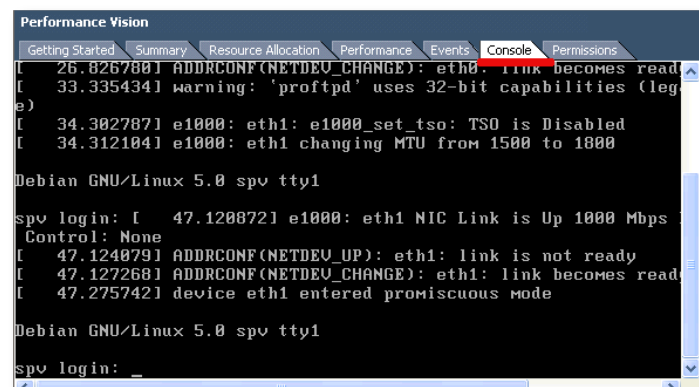 Performance Vision
Getting Started Summary Resource Allocation Performance Events Console Permissions
[   26.826780] ADDRCONF(NETDEV_CHANGE): eth0: link becomes read
[   33.335434] warning: `proftpd' uses 32-bit capabilities (leg
e)
[   34.302787] e1000: eth1: e1000_set_tso: TSO is Disabled
[   34.312104] e1000: eth1 changing MTU from 1500 to 1800
Debian GNU/Linux 5.0 spv tty1
spv login: [   47.120872] e1000: eth1 NIC Link is Up 1000 Mbps
Control: None
[   47.124079] ADDRCONF(NETDEV_UP): eth1: link is not ready
[   47.127268] ADDRCONF(NETDEV_CHANGE): eth1: link becomes read
[   47.275742] device eth1 entered promiscuous mode
Debian GNU/Linux 5.0 spv tty1
spv login: _